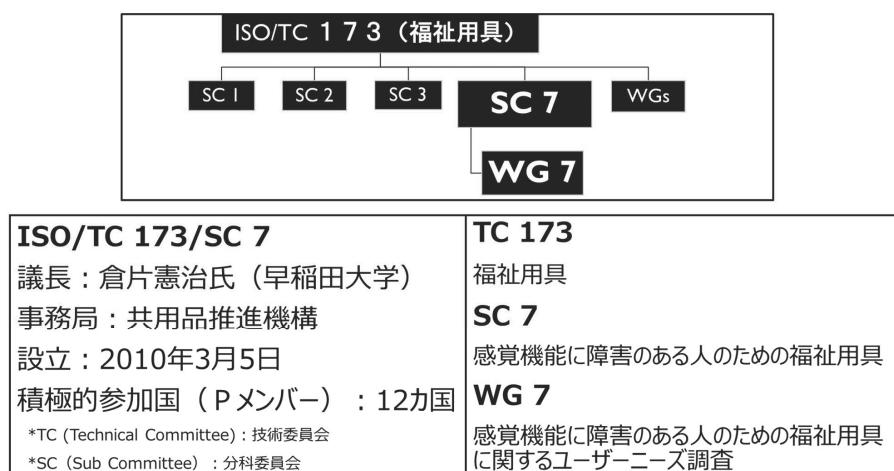 ISO/TC １７３（福祉用具）
SC 1
SC 2
SC 3
SC 7
WGs
WG 7
ISO/TC 173/SC 7
議長：倉片憲治氏（早稲田大学）
事務局：共用品推進機構
設立：2010年3月5日
積極的参加国（Ｐメンバー）：12カ国
*TC (Technical Committee)：技術委員会
*SC（Sub Committee）：分科委員会
TC 173
福祉用具
SC 7
感覚機能に障害のある人のための福祉用具
WG 7
感覚機能に障害のある人のための福祉用具
に関するユーザーニーズ調査